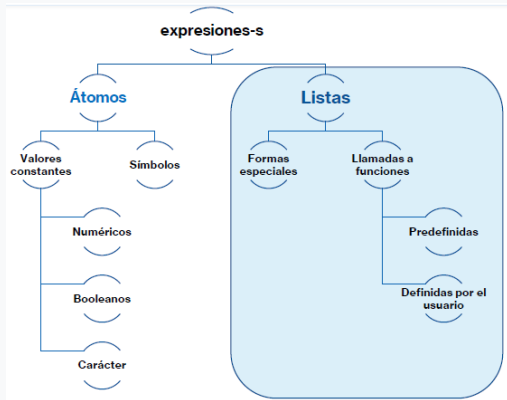 expresiones-s
Átomos
Listas
Valores
constantes
Símbolos
Formas
especiales
Llamadas a
funciones
Numéricos
Predefinidas
Booleanos
Definidas por el
usuario
Carácter